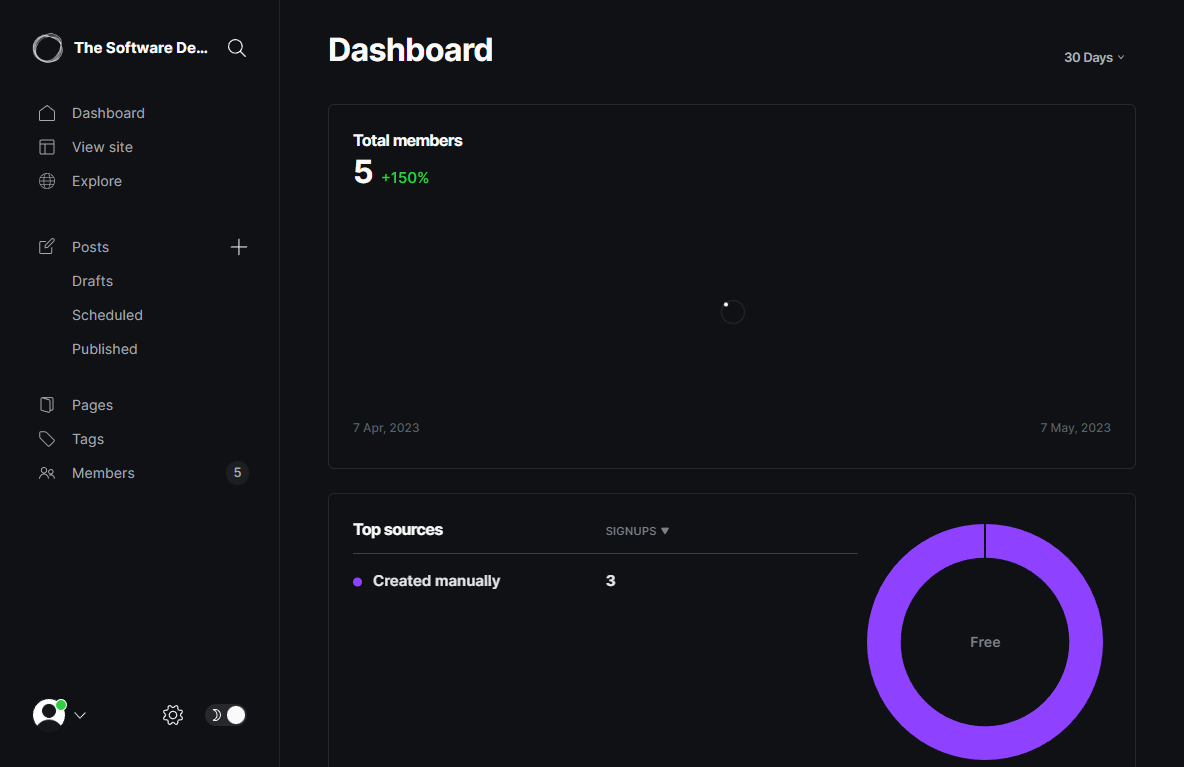 The Software De...
Dashboard
View site
Explore
Posts
Drafts
Scheduled
Published
Pages
Tags
Members 5
Dashboard
30 Days
Total members
5 +150%
7 Apr, 2023 7 May, 2023
Top sources SIGNUPS
Created manually 3
Free